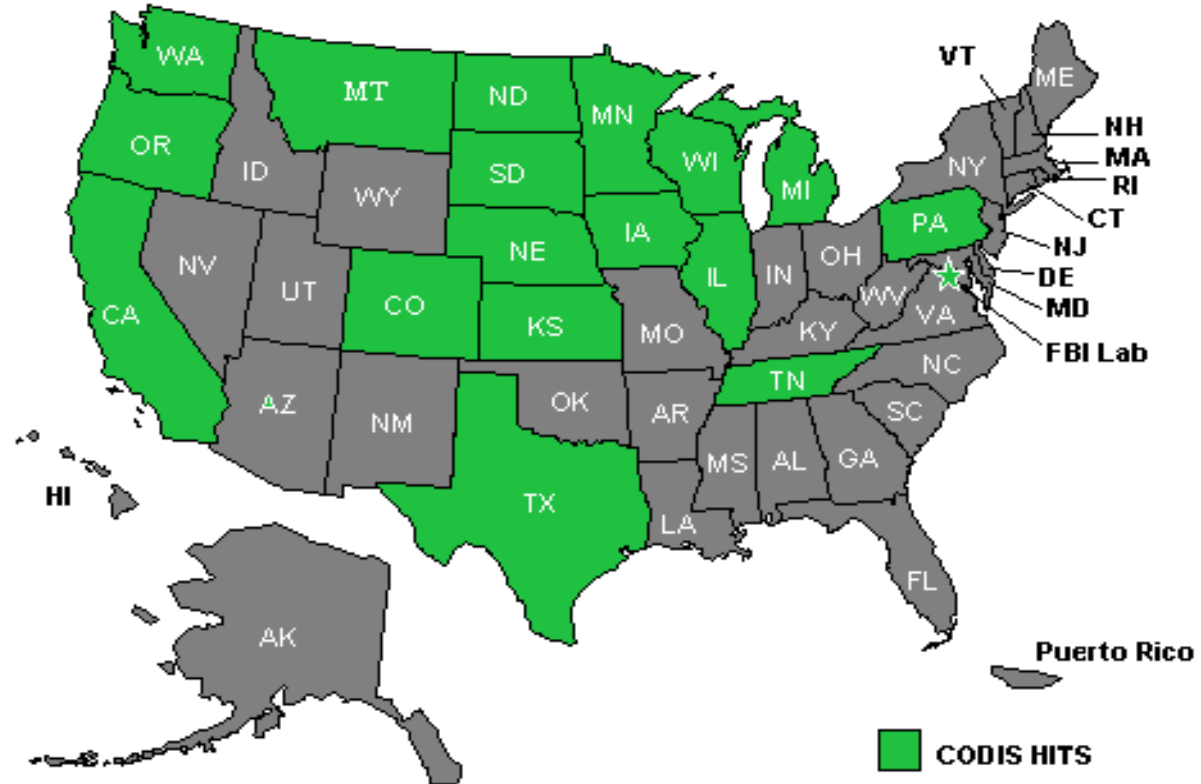 VT
WA
ME
MT
ND
MN
NH
OR
MA
NY
WI
ID
SD
RI
MI
WY
CT
PA
IA
NJ
NE
OH
NV
IN
DE
IL
UT
WV
CO
MD
CA
VA
KS
MO
KY
FBI Lab
NC
TN
AZ
OK
SC
AR
NM
GA
MS
AL
HI
TX
LA
FL
AK
Puerto Rico
CODIS HITS